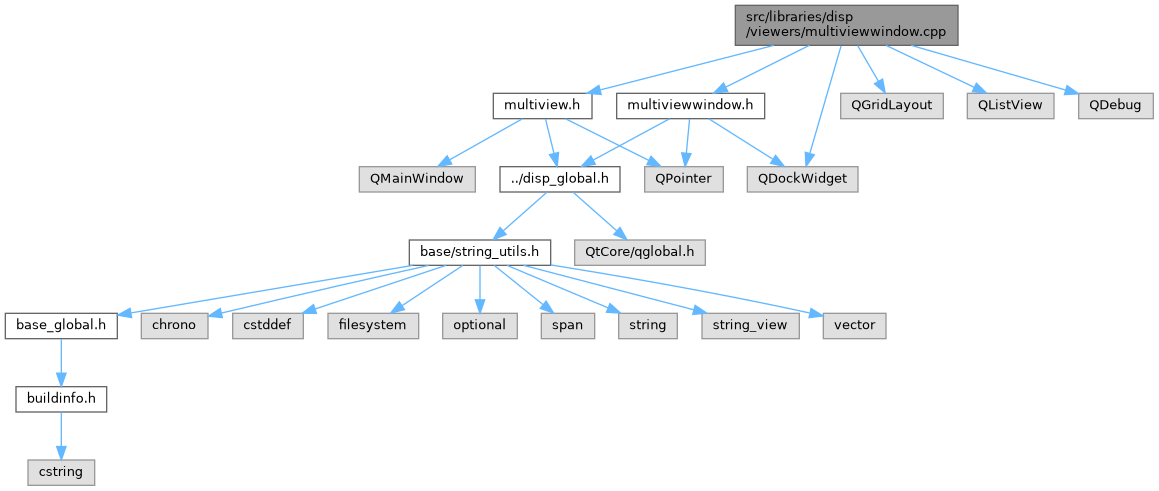 src/libraries/disp
/viewers/multiviewwindow.cpp
multiview.h
multiviewwindow.h
QGridLayout
QListView
QDebug
QMainWindow
../disp_global.h
QPointer
QDockWidget
base/string_utils.h
QtCore/qglobal.h
base_global.h
chrono
cstddef
filesystem
optional
span
string
string_view
vector
buildinfo.h
cstring